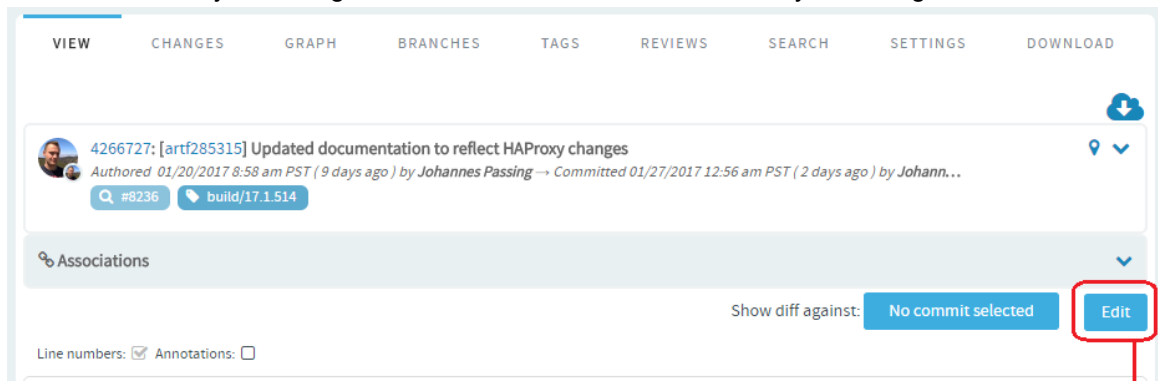 VIEW CHANGES GRAPH BRANCHES TAGS REVIEWS SEARCH SETTINGS DOWNLOAD
4266727: [artf285315] Updated documentation to reflect HAProxy changes
Authored 01/20/2017 8:58 am PST ( 9 days ago ) by Johannes Passing → Committed 01/27/2017 12:56 am PST ( 2 days ago ) by Johann...
#8236 build/17.1.514
Associations
Show diff against: No commit selected Edit
Line numbers: Annotations: